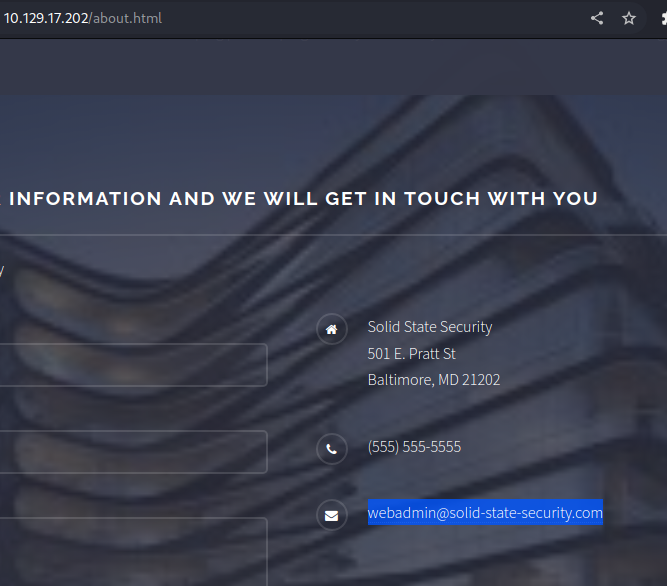 10.129.17.202/about.html
INFORMATION AND WE WILL GET IN TOUCH WITH YOU
Solid State Security
501 E. Pratt St
Baltimore, MD 21202
(555) 555-5555
webadmin@solid-state-security.com